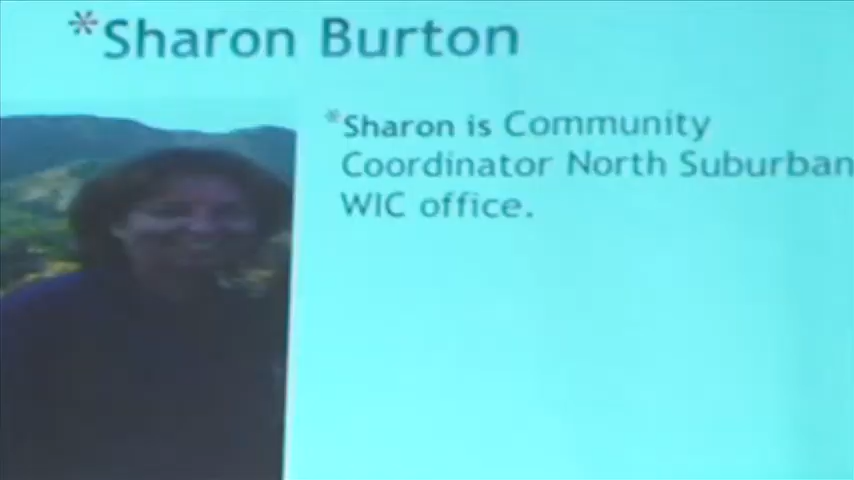 *Sharon Burton
*Sharon is Community
Coordinator North Suburban
WIC office.